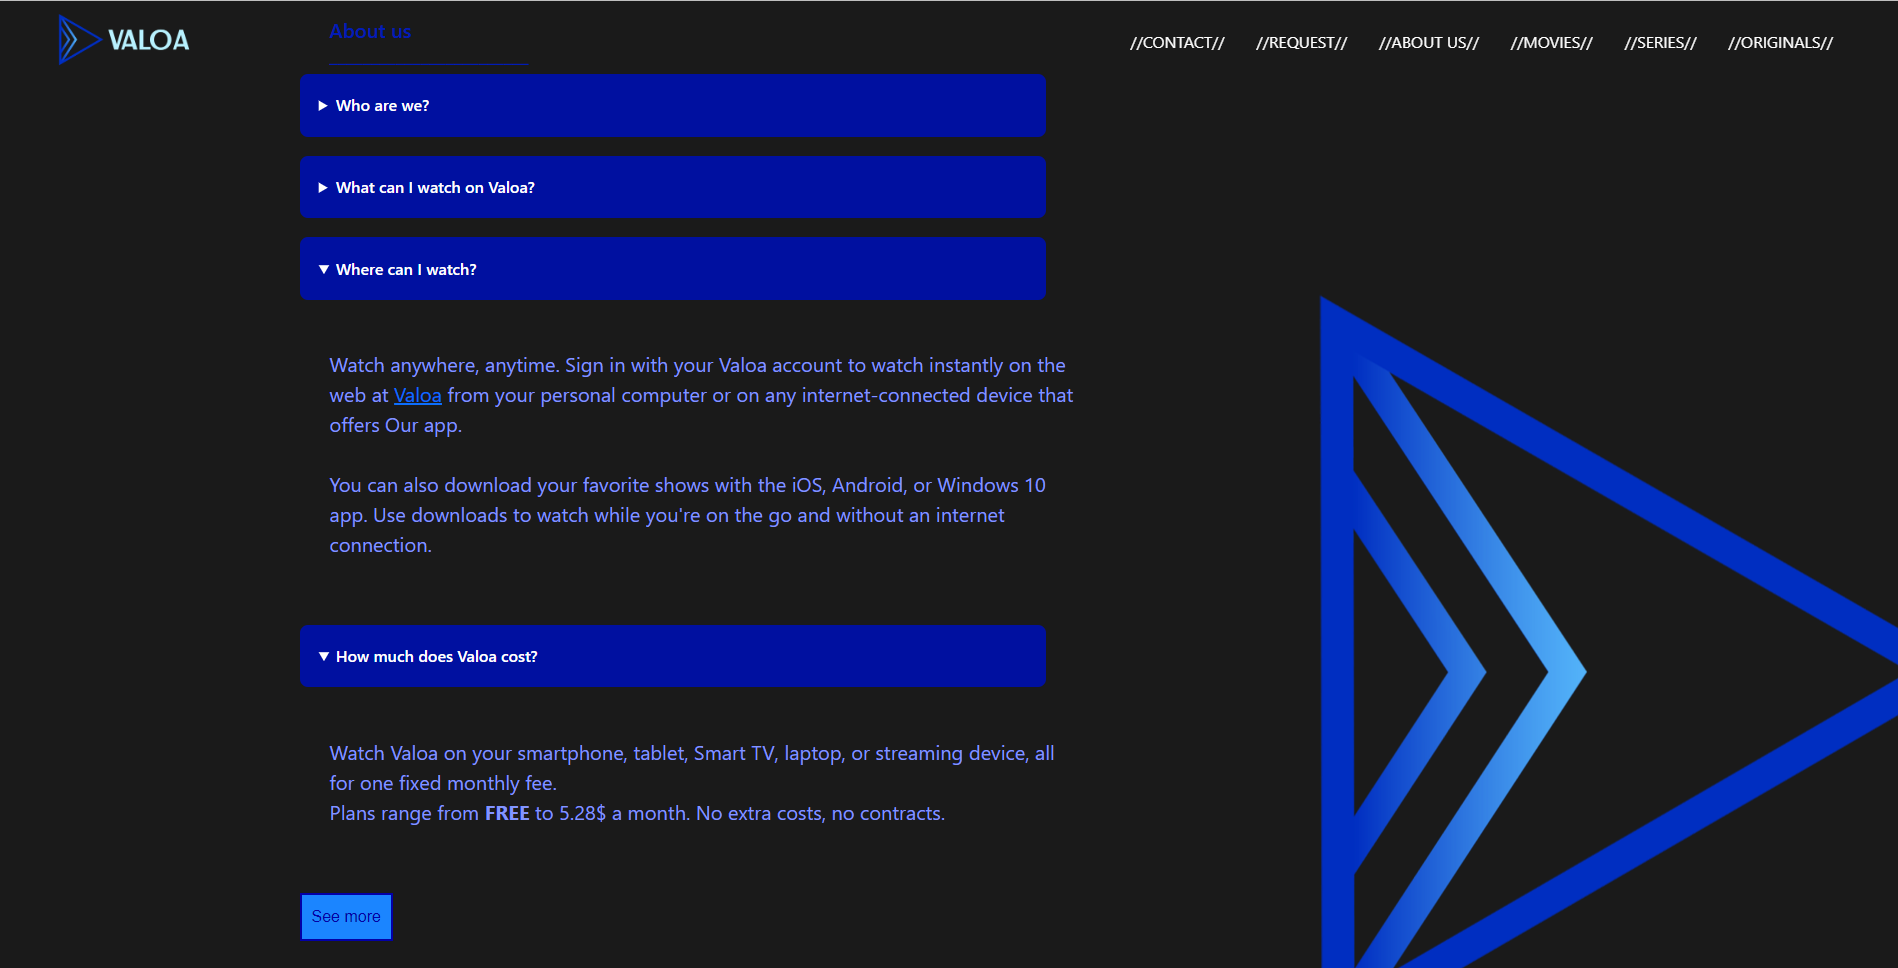 VALOA
About us
//CONTACT// //REQUEST// //ABOUT US// //MOVIES// //SERIES// //ORIGINALS//
Who are we?
What can I watch on Valoa?
Where can I watch?
Watch anywhere, anytime. Sign in with your Valoa account to watch instantly on the
web at Valoa from your personal computer or on any internet-connected device that
offers Our app.
You can also download your favorite shows with the iOS, Android, or Windows 10
app. Use downloads to watch while you're on the go and without an internet
connection.
How much does Valoa cost?
Watch Valoa on your smartphone, tablet, Smart TV, laptop, or streaming device, all
for one fixed monthly fee.
Plans range from FREE to 5.28$ a month. No extra costs, no contracts.
See more